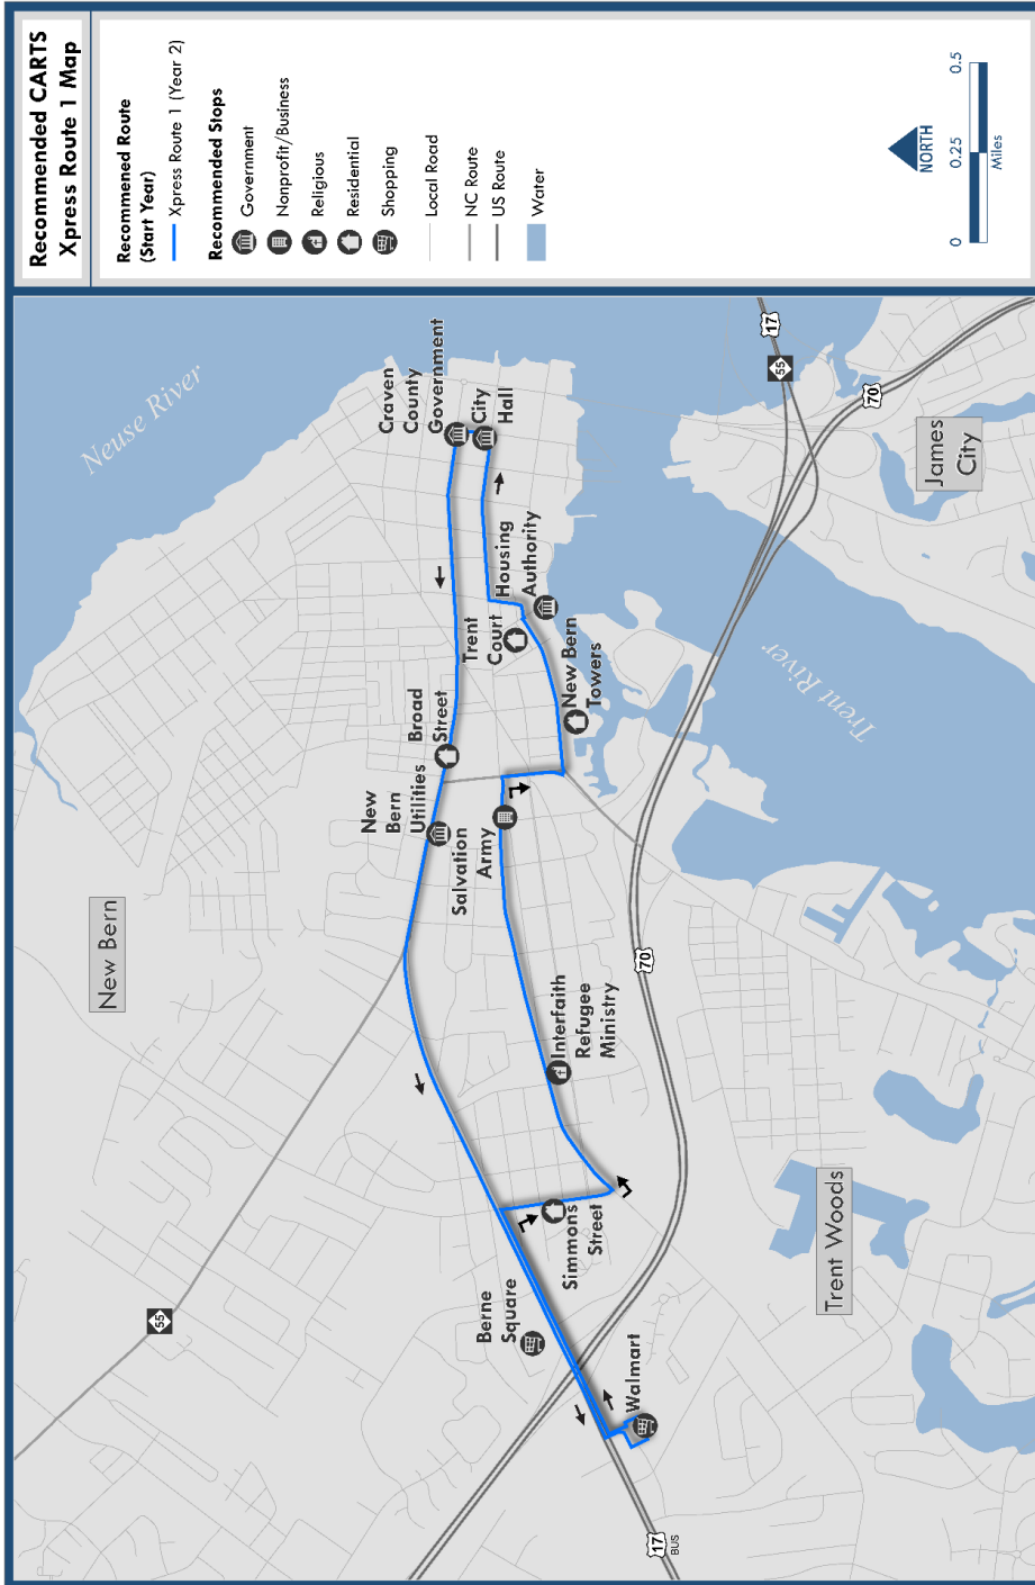 Recommended CARTS
Xpress Route 1 Map
Recommened Route
(Start Year)
Xpress Route 1 (Year 2)
Recommended Stops
Government
Nonprofit/Business
Religious
Residential
Shopping
Local Road
NC Route
US Route
Water
NORTH
0
0.25
0.5
Miles
Neuse River
Craven
County
Government
City
Hall
Housing
Authority
Trent
Court
New Bern
Towers
Broad
Street
New
Bern
Utilities
Salvation
Army
New Bern
Interfaith
Refugee
Ministry
Simmons
Street
Berne
Square
Walmart
Trent River
James
City
Trent Woods
17
55
70
70
55
17
BUS